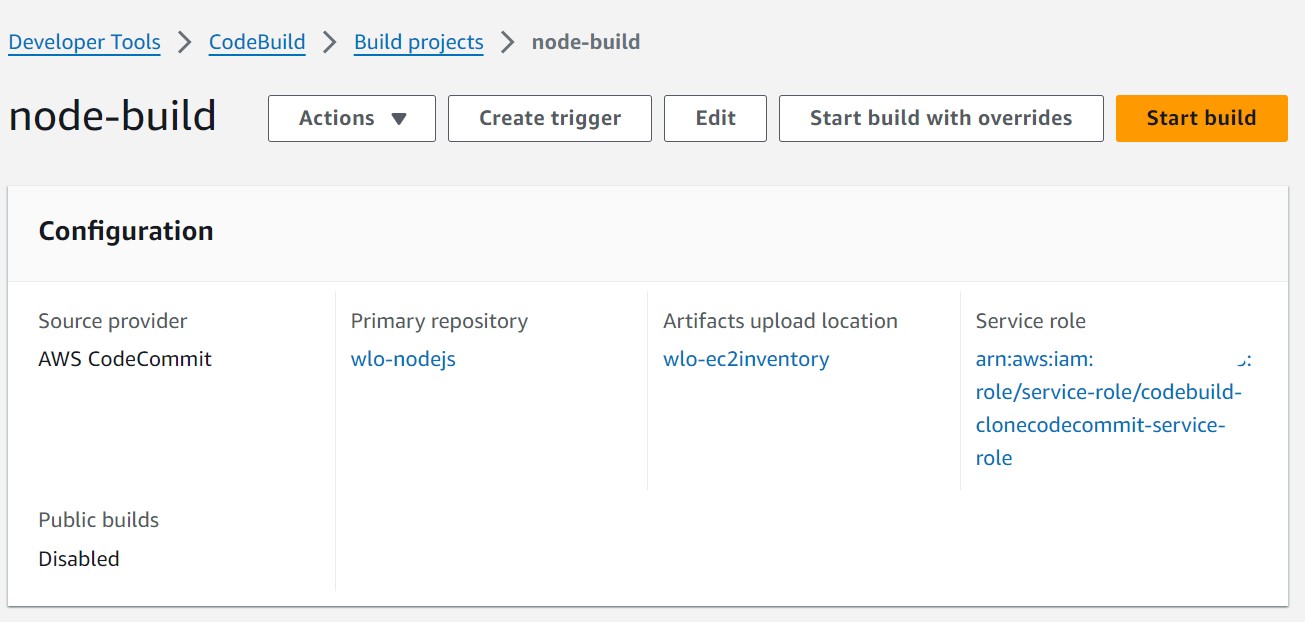 Developer Tools > CodeBuild > Build projects > node-build
node-build
Actions ▼
Create trigger
Edit
Start build with overrides
Start build
Configuration
Source provider
AWS CodeCommit
Primary repository
wlo-nodejs
Artifacts upload location
wlo-ec2inventory
Service role
arn:aws:iam: :
role/service-role/codebuild-
clonecodecommit-service-
role
Public builds
Disabled